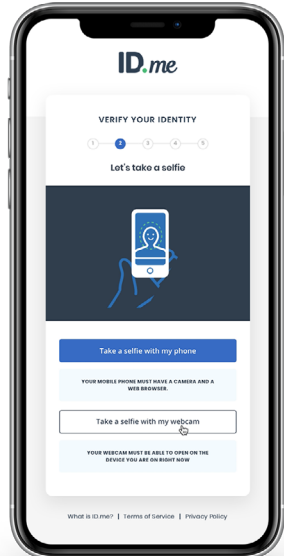 ID.me
VERIFY YOUR IDENTITY
1 2 3 4 5
Let's take a selfie
Take a selfie with my phone
YOUR MOBILE PHONE MUST HAVE A CAMERA AND A
WEB BROWSER.
Take a selfie with my webcam
YOUR WEBCAM MUST BE ABLE TO OPEN ON THE
DEVICE YOU ARE ON RIGHT NOW
What is ID.me? | Terms of Service | Privacy Policy